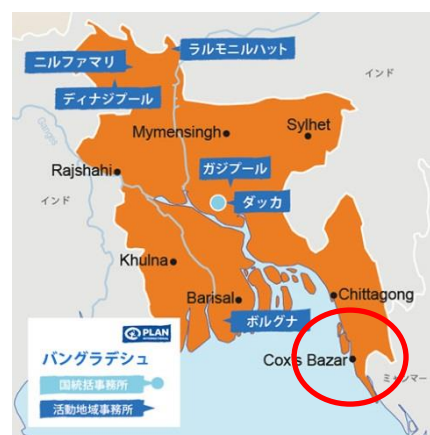 ラルモニルハット
ニルファマリ
インド
ディナジプール
Ganges
Mymensingh
Sylhet
Rajshahi
ガジプール
インド
ダッカ
Khulna
Barisal
Chittagong
ボルグナ
PLAN
INTERNATIONAL
バングラデシュ
Cox's Bazar
国統括事務所
ミャンマー
活動地域事務所